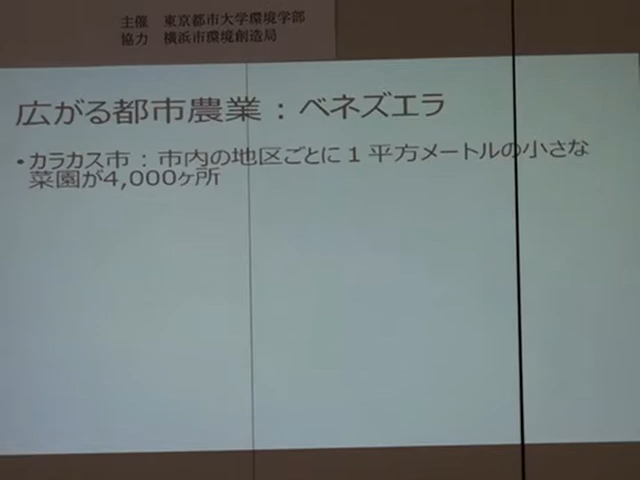 主催 東京都市大学環境学部
協力 横浜市環境創造局
広がる都市農業：ベネズエラ
・カラカス市：市内の地区ごとに１平方メートルの小さな
菜園が4,000ヶ所